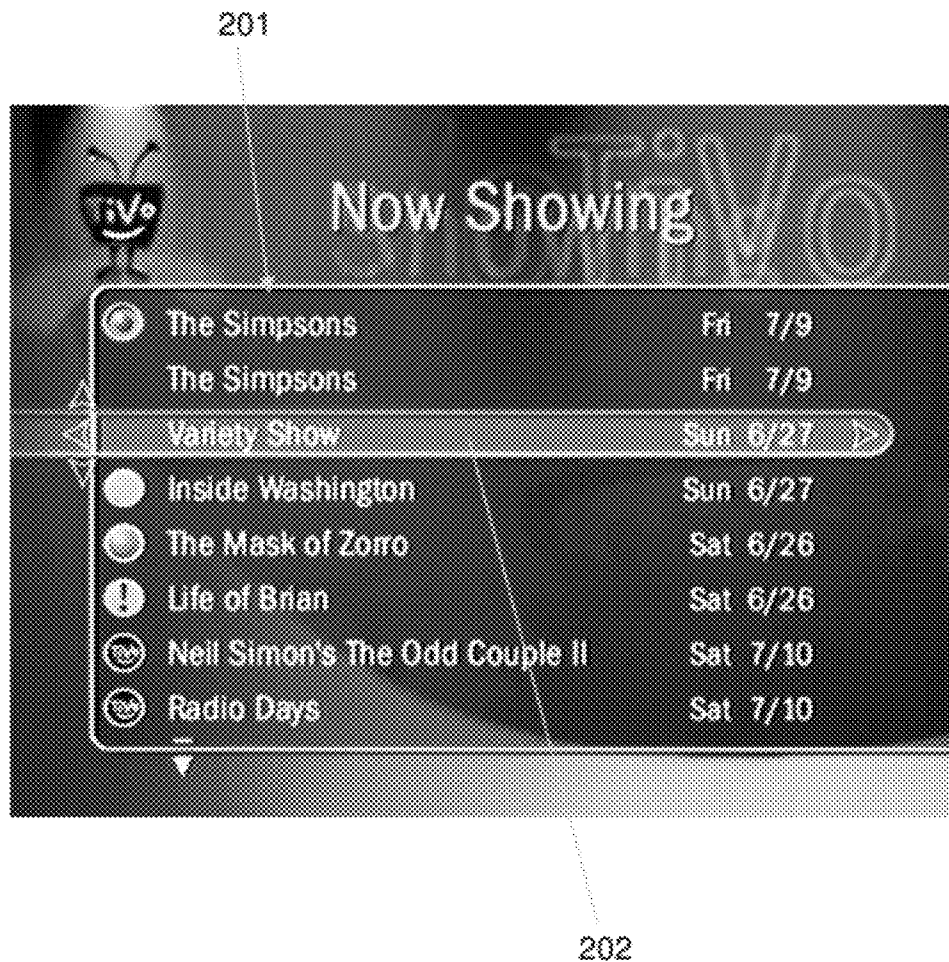 201
TiVo
TiVo
Now Showing
The Simpsons Fri 7/9
The Simpsons Fri 7/9
Variety Show Sun 6/27
Inside Washington Sun 6/27
The Mask of Zorro Sat 6/26
! Life of Brian Sat 6/26
Neil Simon's The Odd Couple II Sat 7/10
Radio Days Sat 7/10
202